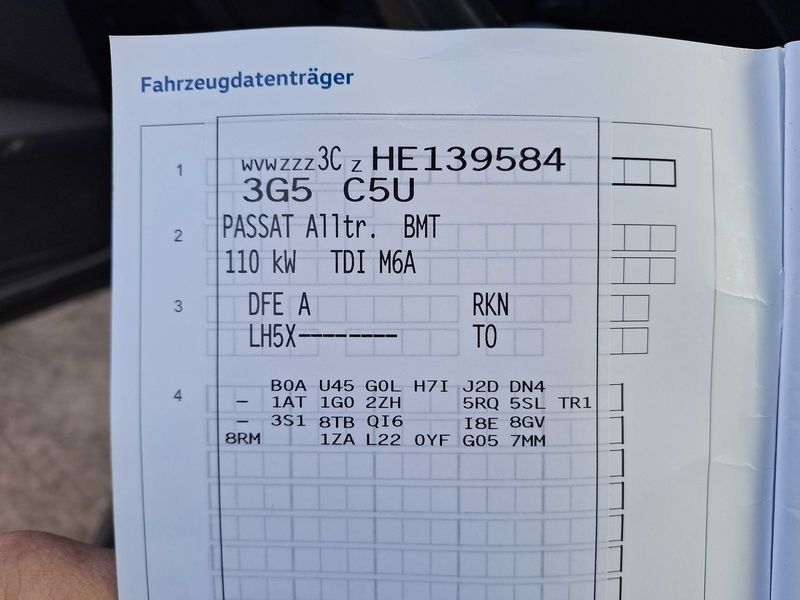 Fahrzeugdatenträger
1 WVWZZZ3CZHE139584
3G5 C5U
2 PASSAT Alltr. BMT
110 kW TDI M6A
3 DFE A RKN
LH5X-------- TO
B0A U45 G0L H7I J2D DN4
4 - 1AT 1G0 2ZH 5RQ 5SL TR1
- 3S1 8TB QI6 I8E 8GV
8RM 1ZA L22 0YF G05 7MM